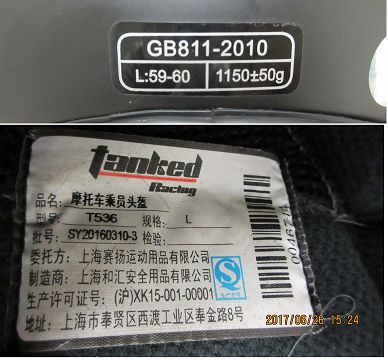 GB811-2010
L:59-60 1150±50g
Tanked
Racing
品名: 摩托车乘员头盔
型号: T536 规格: L
批号: SY20160310-3 检验:
委托方: 上海赛扬运动用品有限公司
制造商: 上海和汇安全用品有限公司
生产许可证号: (沪)XK15-001-00001
地址: 上海市奉贤区西渡工业区奉金路8号
2017/06/26 15:24